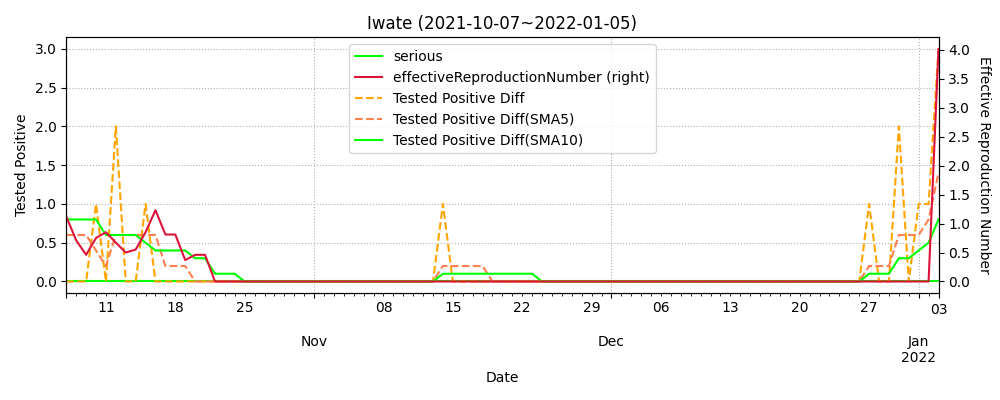 Iwate (2021-10-07~2022-01-05)
serious
effectiveReproductionNumber (right)
Tested Positive Diff
Tested Positive Diff(SMA5)
Tested Positive Diff(SMA10)
Tested Positive
3.0
2.5
2.0
1.5
1.0
0.5
0.0
4.0
3.5
3.0
2.5
2.0
1.5
1.0
0.5
0.0
Effective Reproduction Number
11 18 25 08 15 22 29 06 13 20 27 03
Nov Dec Jan
2022
Date